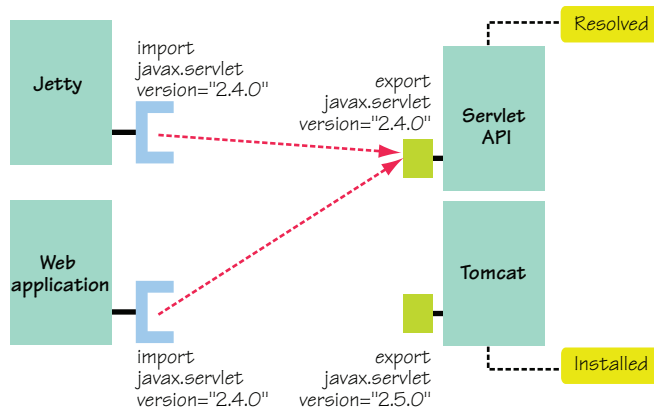 Jetty
import
javax.servlet
version="2.4.0"
export
javax.servlet
version="2.4.0"
Servlet
API
Resolved
Web
application
import
javax.servlet
version="2.4.0"
export
javax.servlet
version="2.5.0"
Tomcat
Installed